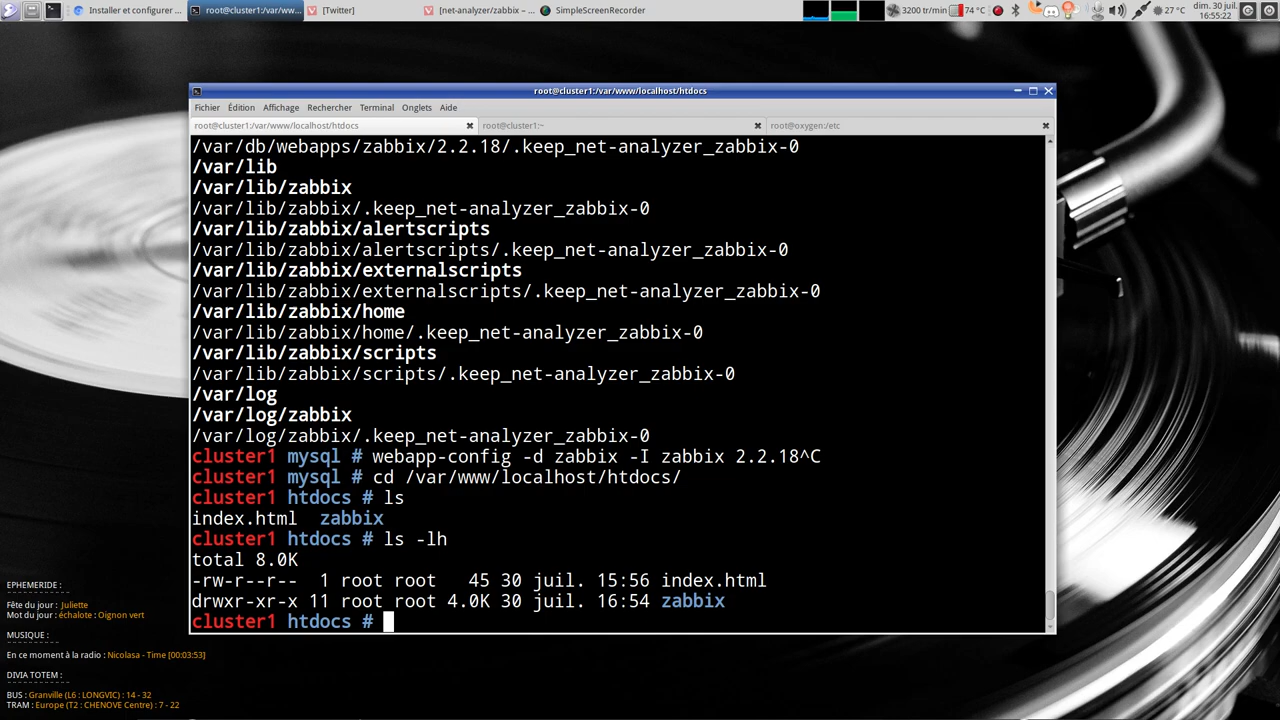 Installer et configurer ...
root@cluster1:/var/ww...
[Twitter]
[net-analyzer/zabbix – ...
SimpleScreenRecorder
3200 tr/min
74 °C
27 °C
dim. 30 juil.
16:55:22
root@cluster1:/var/www/localhost/htdocs
Fichier Édition Affichage Rechercher Terminal Onglets Aide
root@cluster1:/var/www/localhost/htdocs
root@cluster1:~
root@oxygen:/etc
/var/db/webapps/zabbix/2.2.18/.keep_net-analyzer_zabbix-0
/var/lib
/var/lib/zabbix
/var/lib/zabbix/.keep_net-analyzer_zabbix-0
/var/lib/zabbix/alertscripts
/var/lib/zabbix/alertscripts/.keep_net-analyzer_zabbix-0
/var/lib/zabbix/externalscripts
/var/lib/zabbix/externalscripts/.keep_net-analyzer_zabbix-0
/var/lib/zabbix/home
/var/lib/zabbix/home/.keep_net-analyzer_zabbix-0
/var/lib/zabbix/scripts
/var/lib/zabbix/scripts/.keep_net-analyzer_zabbix-0
/var/log
/var/log/zabbix
/var/log/zabbix/.keep_net-analyzer_zabbix-0
cluster1 mysql # webapp-config -d zabbix -I zabbix 2.2.18^C
cluster1 mysql # cd /var/www/localhost/htdocs/
cluster1 htdocs # ls
index.html zabbix
cluster1 htdocs # ls -lh
total 8.0K
-rw-r--r-- 1 root root 45 30 juil. 15:56 index.html
drwxr-xr-x 11 root root 4.0K 30 juil. 16:54 zabbix
cluster1 htdocs #
EPHEMERIDE :
Fête du jour : Juliette
Mot du jour : échalote : Oignon vert
MUSIQUE :
En ce moment à la radio : Nicolasa - Time [00:03:53]
DIVIA TOTEM :
BUS : Granville (L6 : LONGVIC) : 14 - 32
TRAM : Europe (T2 : CHENOVE Centre) : 7 - 22